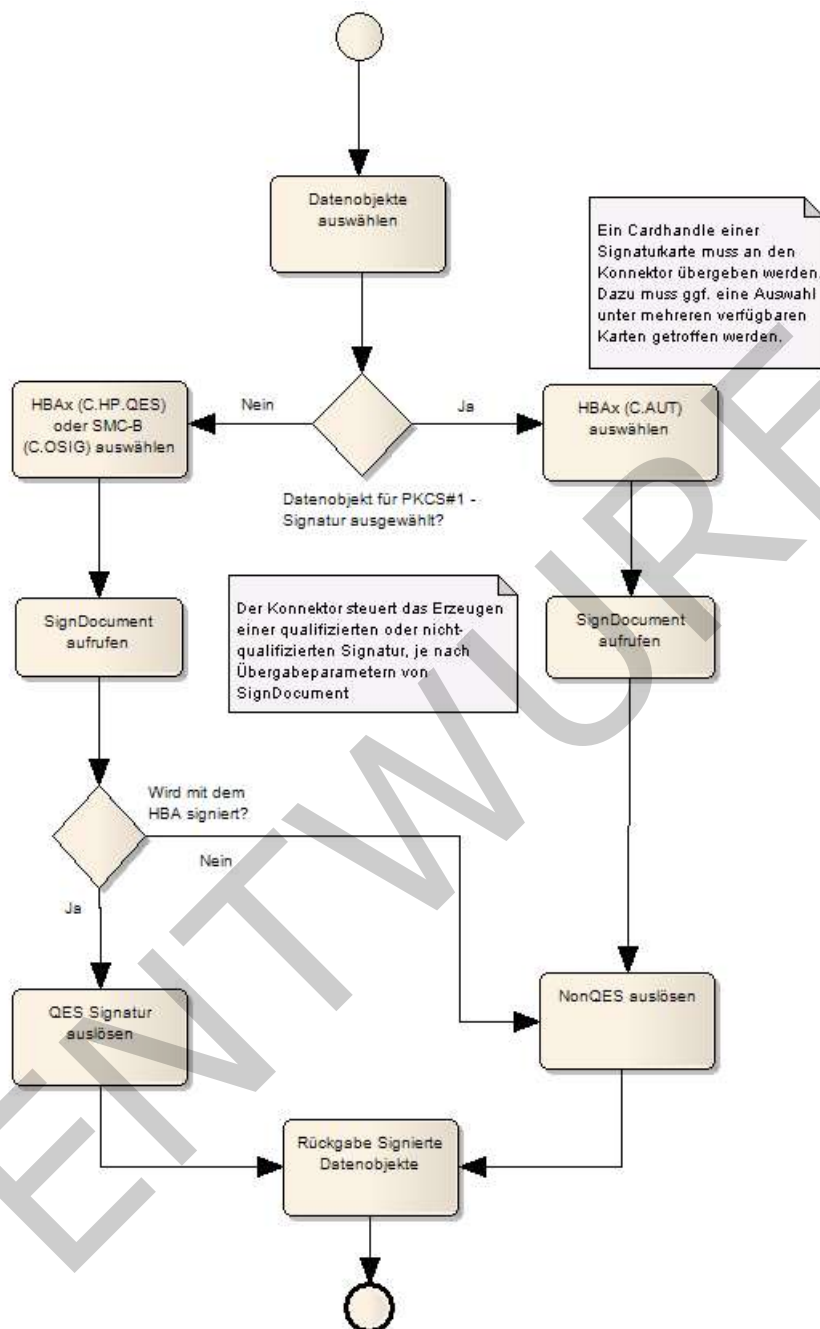 Datenobjekte
auswählen
Ein Cardhandle einer
Signaturkarte muss an den
Konnektor übergeben werden.
Dazu muss ggf. eine Auswahl
unter mehreren verfügbaren
Karten getroffen werden.
HBAx (C.HP.QES)
oder SMC-B
(C.OSIG) auswählen
Nein
Ja
HBAx (C.AUT)
auswählen
Datenobjekt für PKCS#1 -
Signatur ausgewählt?
SignDocument
aufrufen
Der Konnektor steuert das Erzeugen
einer qualifizierten oder nicht-
qualifizierten Signatur, je nach
Übergabeparametern von
SignDocument
SignDocument
aufrufen
Wird mit dem
HBA signiert?
Nein
Ja
QES Signatur
auslösen
NonQES auslösen
Rückgabe Signierte
Datenobjekte
ENTWURF